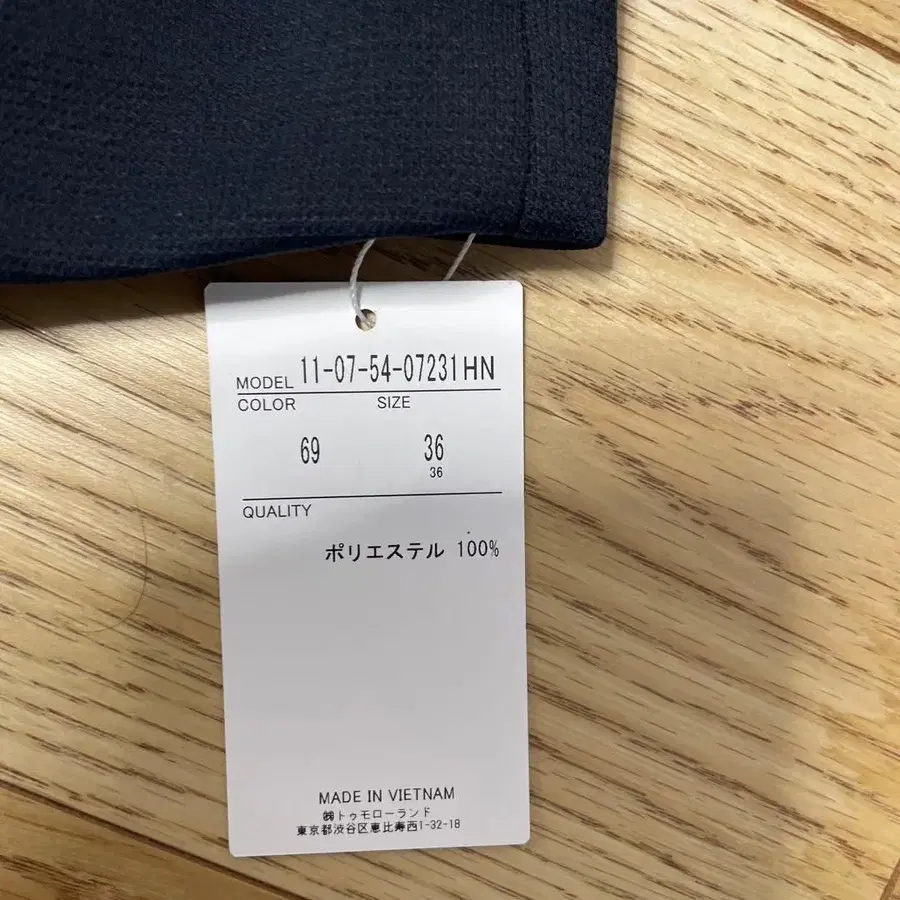 MODEL 11-07-54-07231HN
COLOR SIZE
69 36
36
QUALITY
ポリエステル 100%
MADE IN VIETNAM
㈱トゥモローランド
東京都渋谷区恵比寿西1-32-18